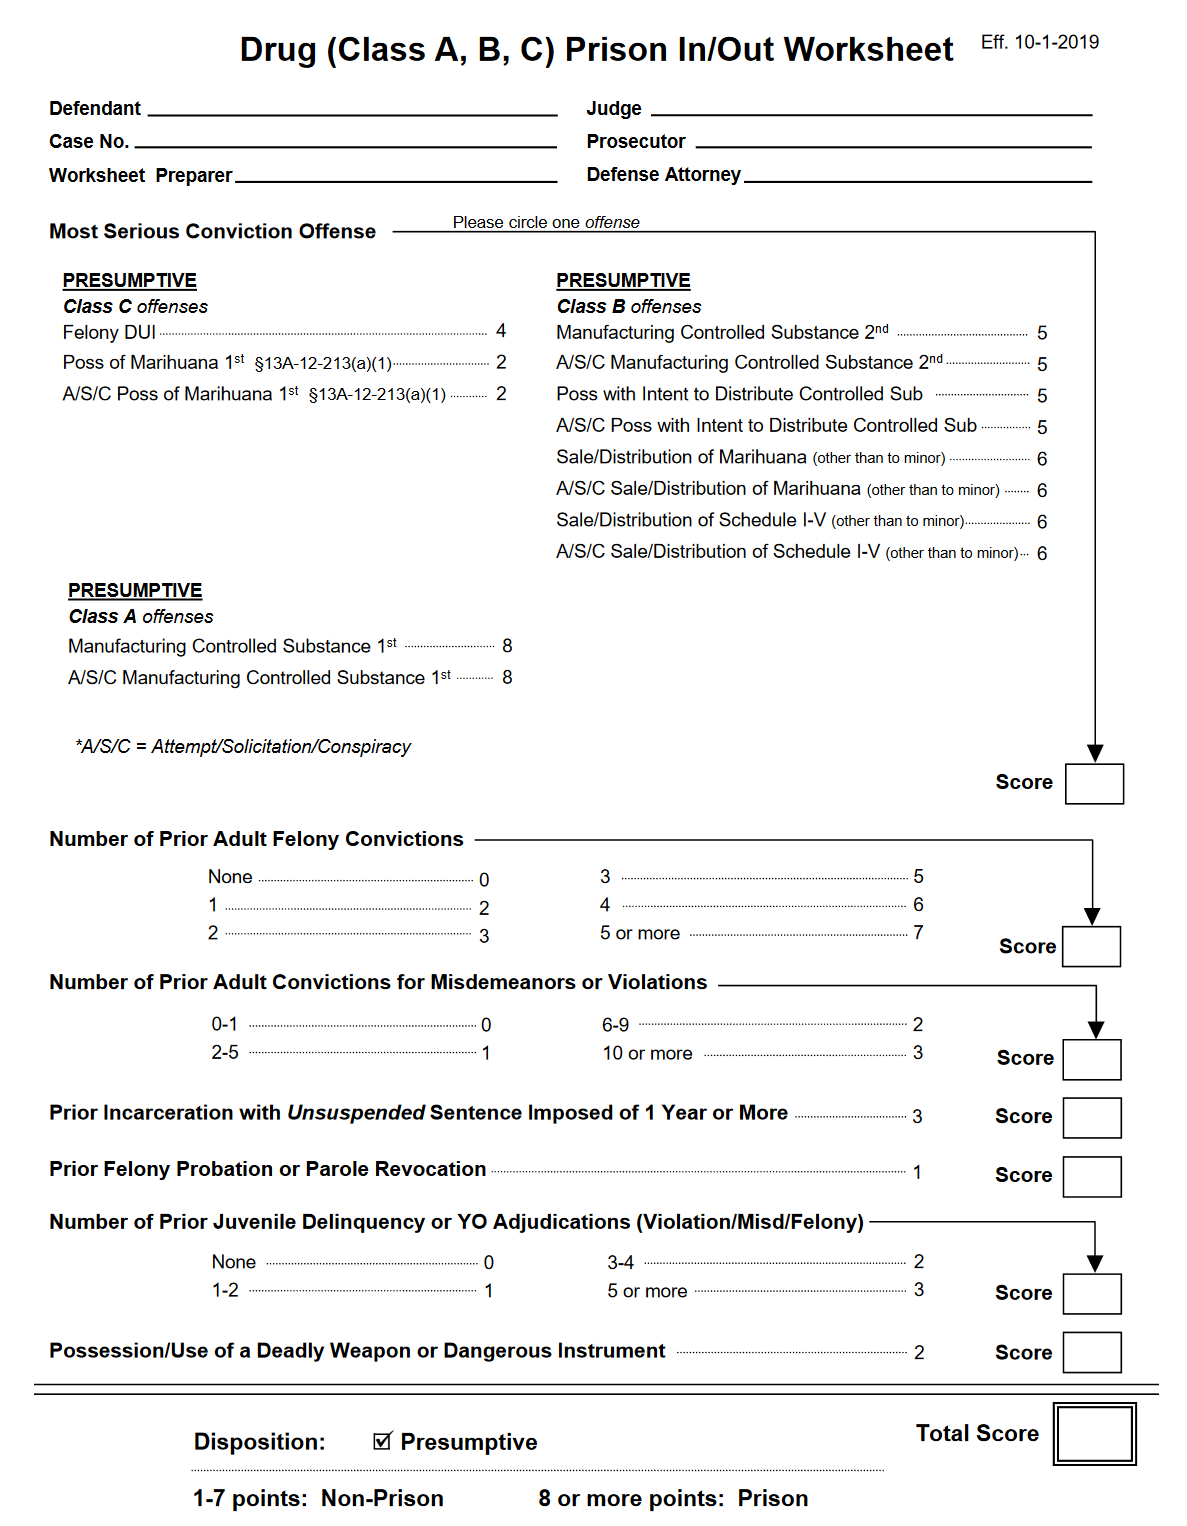 Drug (Class A, B, C) Prison In/Out Worksheet Eff. 10-1-2019
Defendant Judge
Case No. Prosecutor
Worksheet Preparer Defense Attorney
Most Serious Conviction Offense Please circle one offense
PRESUMPTIVE
Class C offenses
Felony DUI 4
Poss of Marihuana 1st §13A-12-213(a)(1) 2
A/S/C Poss of Marihuana 1st §13A-12-213(a)(1) 2
PRESUMPTIVE
Class B offenses
Manufacturing Controlled Substance 2nd 5
A/S/C Manufacturing Controlled Substance 2nd 5
Poss with Intent to Distribute Controlled Sub 5
A/S/C Poss with Intent to Distribute Controlled Sub 5
Sale/Distribution of Marihuana (other than to minor) 6
A/S/C Sale/Distribution of Marihuana (other than to minor) 6
Sale/Distribution of Schedule I-V (other than to minor) 6
A/S/C Sale/Distribution of Schedule I-V (other than to minor) 6
PRESUMPTIVE
Class A offenses
Manufacturing Controlled Substance 1st 8
A/S/C Manufacturing Controlled Substance 1st 8
*A/S/C = Attempt/Solicitation/Conspiracy
Score
Number of Prior Adult Felony Convictions
None 0 3 5
1 2 4 6
2 3 5 or more 7
Score
Number of Prior Adult Convictions for Misdemeanors or Violations
0-1 0 6-9 2
2-5 1 10 or more 3
Score
Prior Incarceration with Unsuspended Sentence Imposed of 1 Year or More 3 Score
Prior Felony Probation or Parole Revocation 1 Score
Number of Prior Juvenile Delinquency or YO Adjudications (Violation/Misd/Felony)
None 0 3-4 2
1-2 1 5 or more 3
Score
Possession/Use of a Deadly Weapon or Dangerous Instrument 2 Score
Total Score
Disposition: Presumptive
1-7 points: Non-Prison 8 or more points: Prison